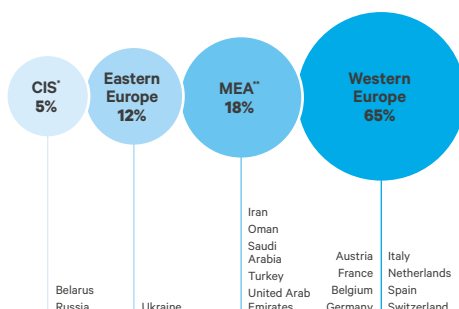 CIS*
5%
Eastern
Europe
12%
MEA**
18%
Western
Europe
65%
Belarus
Russia
Ukraine
Iran
Oman
Saudi
Arabia
Turkey
United Arab
Emirates
Austria
France
Belgium
Germany
Italy
Netherlands
Spain
Switzerland